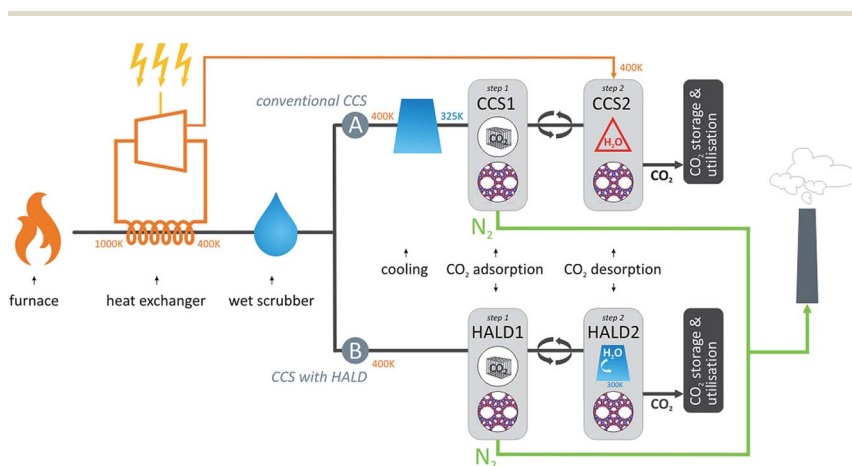 400K
step 1
CCS1
CO₂
step 2
CCS2
H₂O
CO₂
CO₂ storage &
utilisation
conventional CCS
A
400K
325K
N₂
1000K
400K
furnace
heat exchanger
wet scrubber
cooling
CO₂ adsorption
CO₂ desorption
B
400K
CCS with HALD
step 1
HALD1
CO₂
step 2
HALD2
H₂O
300K
CO₂
CO₂ storage &
utilisation
N₂